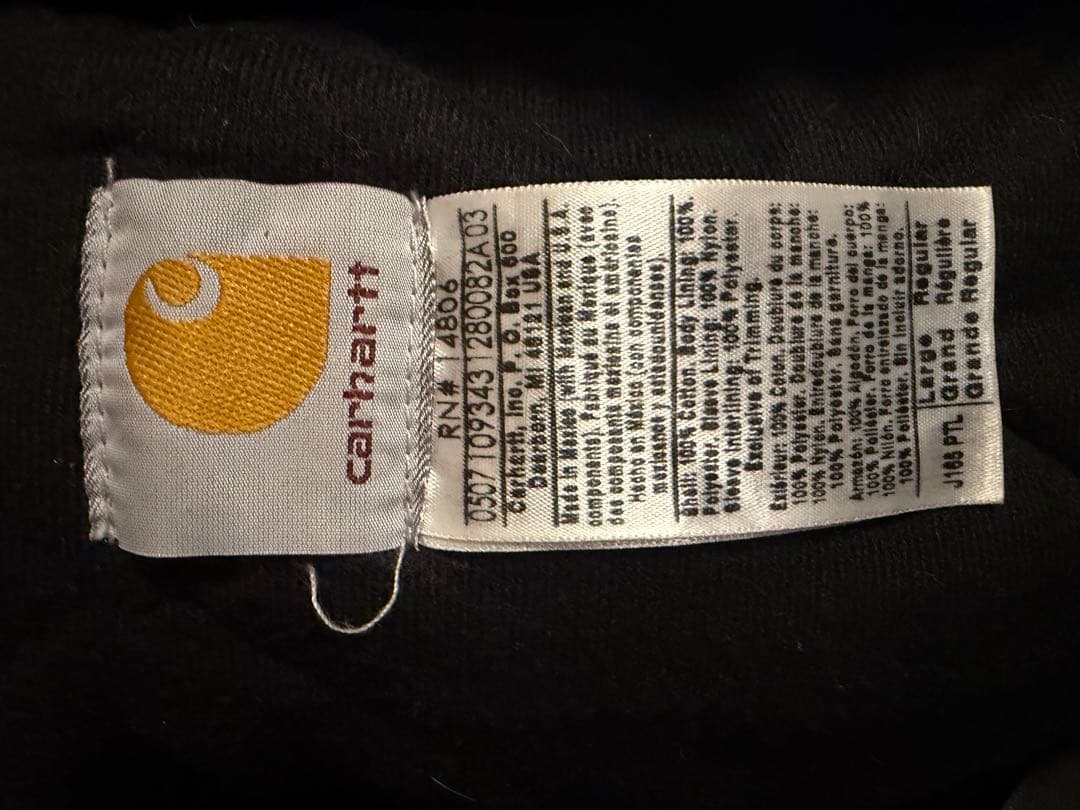 carhartt
RN# 14806
0507109343 1280082A 03
Carhartt, Inc. P. O. Box 600
Dearborn, MI 48121 USA
Made in Mexico (with Mexican and U.S.A.
components). Fabriqué au Mexique (avec
des composants mexicains et américains).
Hecho en México (con componentes
mexicanos y estadounidenses).
Shell: 100% Cotton. Body Lining: 100%
Polyester. Sleeve Lining: 100% Nylon.
Sleeve Interlining: 100% Polyester.
Exclusive of Trimming.
Extérieur: 100% Coton. Doublure du corps:
100% Polyester. Doublure de la manche:
100% Nylon. Entredoublure de la manche:
100% Polyester. Sans garniture.
Armazón: 100% Algodón. Forro del cuerpo:
100% Poliéster. Forro de la manga: 100%
100% Nilón. Forro entrelazado de la manga:
100% Poliéster. Sin incluir adorno.
Large Regular
J165 PTL Grand Régulière
Grande Regular